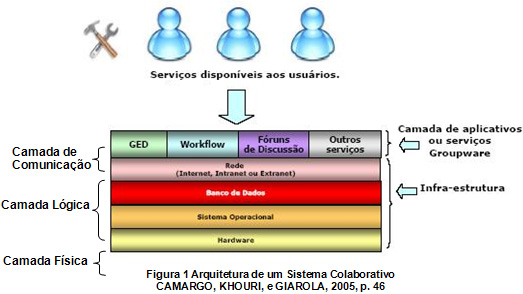 Serviços disponíveis aos usuários.
GED
Workflow
Fóruns
de Discussão
Outros
serviços
Camada de aplicativos
ou serviços
Groupware
Camada de
Comunicação
Rede
(Internet, Intranet ou Extranet)
Camada Lógica
Banco de Dados
Infra-estrutura
Sistema Operacional
Hardware
Camada Física
Figura 1 Arquitetura de um Sistema Colaborativo
CAMARGO, KHOURI, e GIAROLA, 2005, p. 46